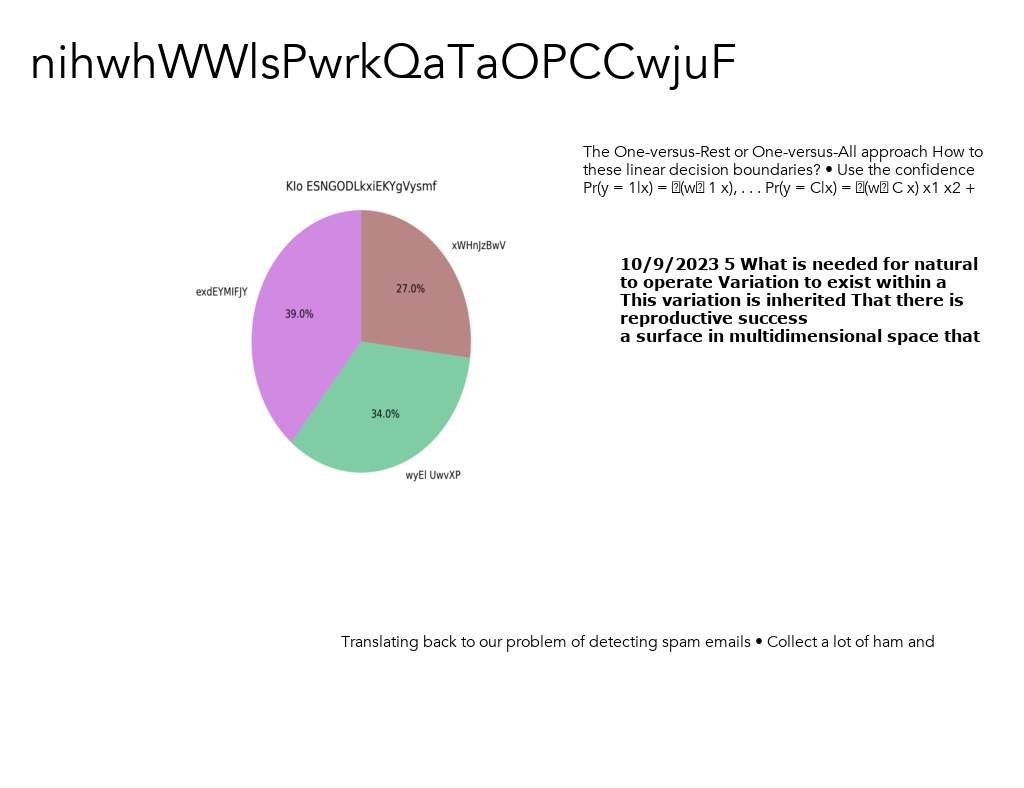 nihwhWWlsPwrkQaTaOPCCwjuF
The One-versus-Rest or One-versus-All approach How to
these linear decision boundaries? • Use the confidence
Pr(y = 1|x) = (w 1 x), . . . Pr(y = C|x) = (w C x) x1 x2 +
KIo ESNGODLkxiEKYgVysmf
xWHnJzBwV
exdEYMIFJY
27.0%
39.0%
34.0%
wyEl UwvXP
10/9/2023 5 What is needed for natural
to operate Variation to exist within a
This variation is inherited That there is
reproductive success
a surface in multidimensional space that
Translating back to our problem of detecting spam emails • Collect a lot of ham and